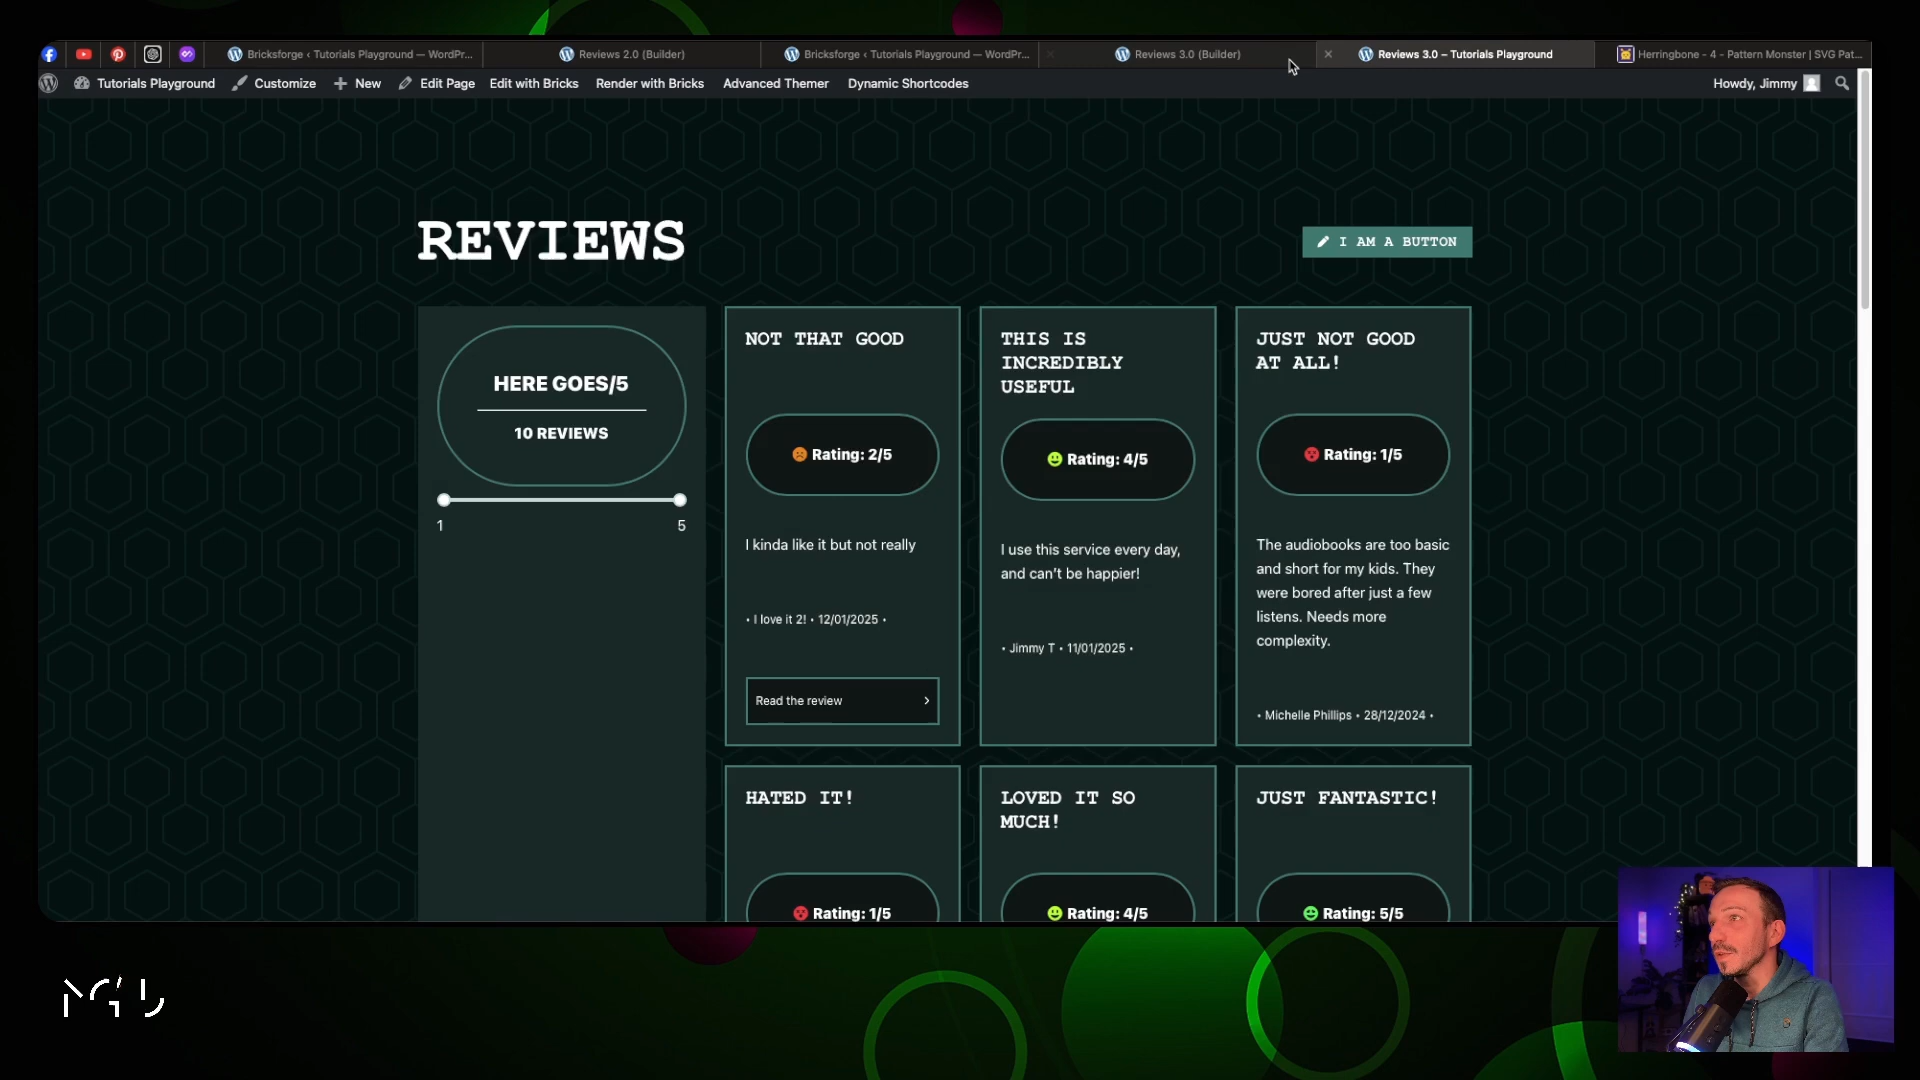 Bricksforge ‹ Tutorials Playground — WordPr...
Reviews 2.0 (Builder)
Bricksforge ‹ Tutorials Playground — WordPr...
Reviews 3.0 (Builder)
Reviews 3.0 – Tutorials Playground
Herringbone - 4 - Pattern Monster | SVG Pat...
Tutorials Playground
Customize
New
Edit Page
Edit with Bricks
Render with Bricks
Advanced Themer
Dynamic Shortcodes
Howdy, Jimmy
REVIEWS
I AM A BUTTON
HERE GOES/5
10 REVIEWS
1
5
NOT THAT GOOD
Rating: 2/5
I kinda like it but not really
• I love it 2! • 12/01/2025 •
Read the review
THIS IS
INCREDIBLY
USEFUL
Rating: 4/5
I use this service every day,
and can't be happier!
• Jimmy T • 11/01/2025 •
JUST NOT GOOD
AT ALL!
Rating: 1/5
The audiobooks are too basic
and short for my kids. They
were bored after just a few
listens. Needs more
complexity.
• Michelle Phillips • 28/12/2024 •
HATED IT!
Rating: 1/5
LOVED IT SO
MUCH!
Rating: 4/5
JUST FANTASTIC!
Rating: 5/5